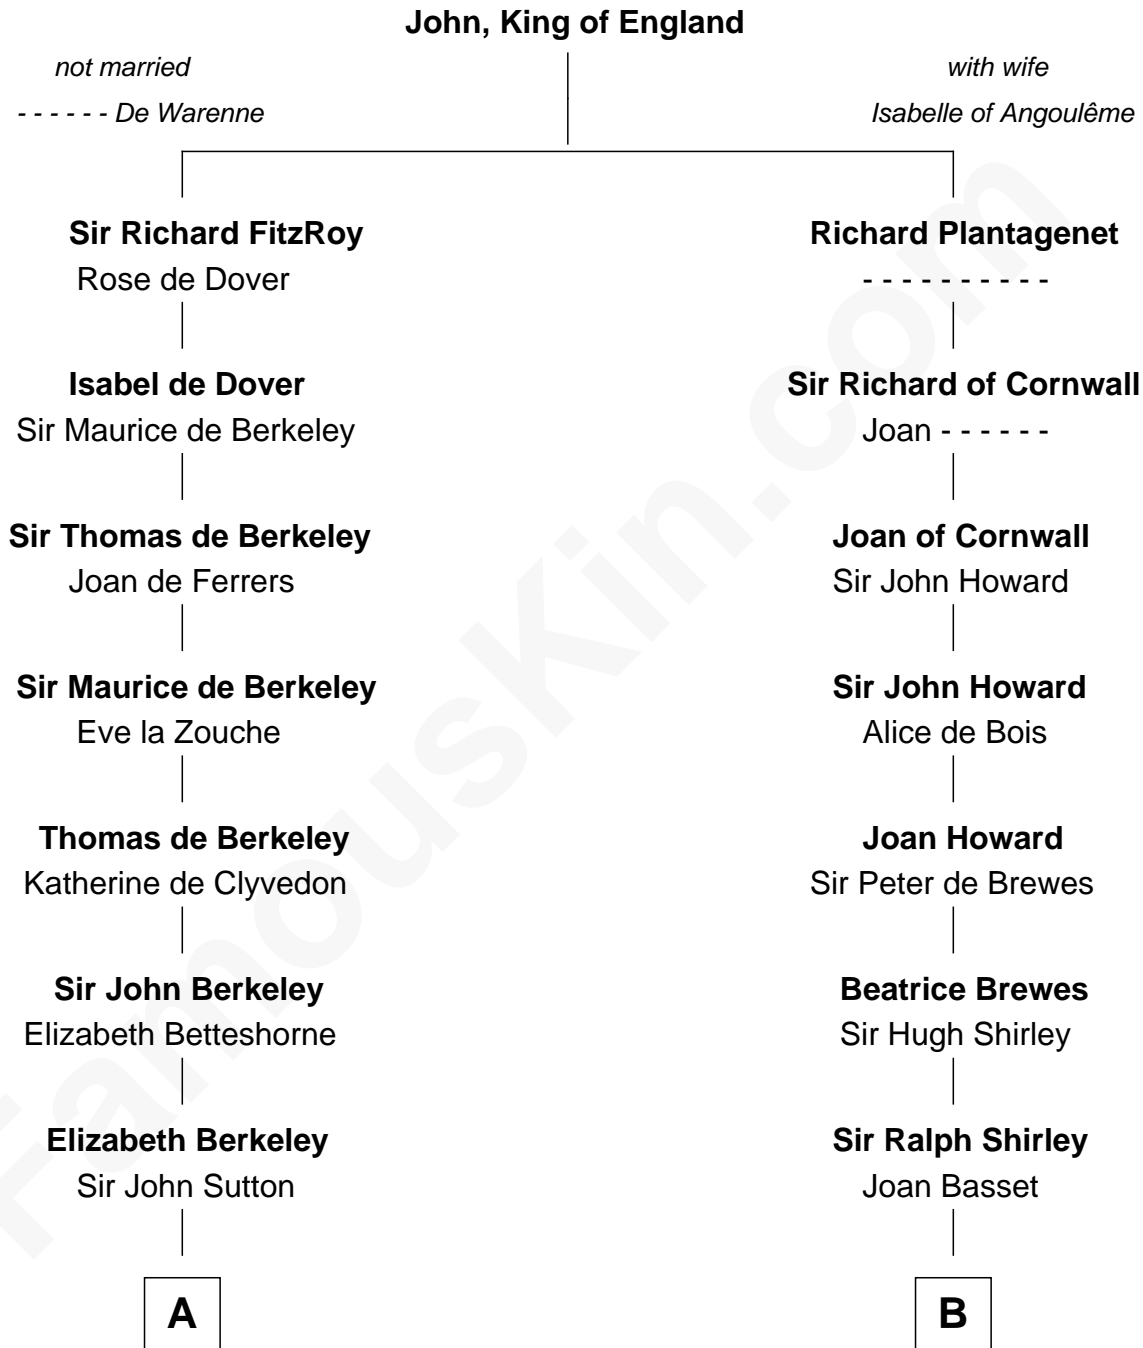 John, King of England
not married
- - - - - - De Warenne
with wife
Isabelle of Angoulême
Sir Richard FitzRoy
Rose de Dover
Richard Plantagenet
- - - - - - - - - -
Isabel de Dover
Sir Maurice de Berkeley
Sir Richard of Cornwall
Joan - - - - - -
Sir Thomas de Berkeley
Joan de Ferrers
Joan of Cornwall
Sir John Howard
Sir Maurice de Berkeley
Eve la Zouche
Sir John Howard
Alice de Bois
Thomas de Berkeley
Katherine de Clyvedon
Joan Howard
Sir Peter de Brewes
Sir John Berkeley
Elizabeth Betteshorne
Beatrice Brewes
Sir Hugh Shirley
Elizabeth Berkeley
Sir John Sutton
Sir Ralph Shirley
Joan Basset
A
B
FamousKin.com